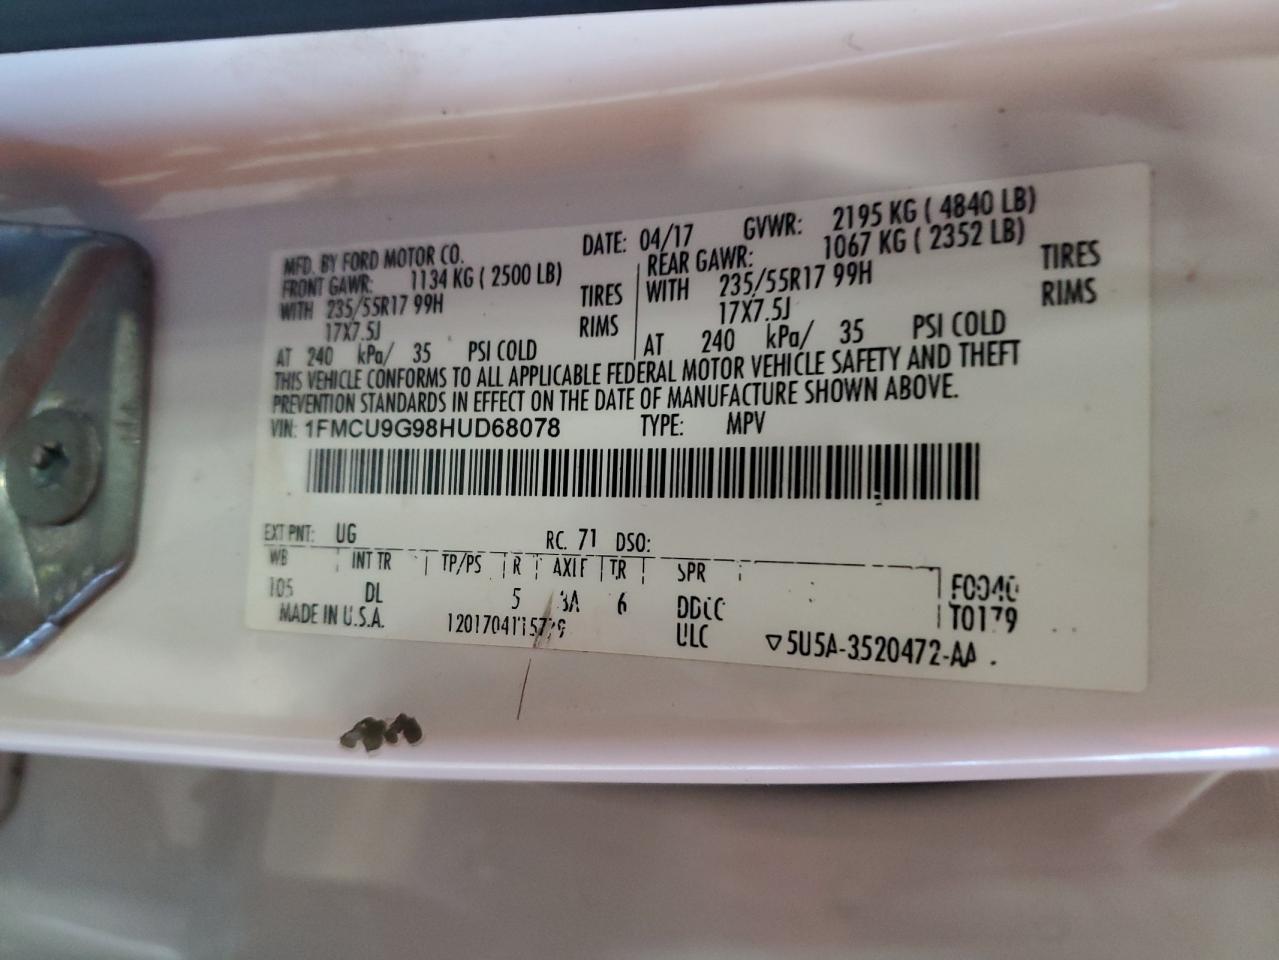 MFD. BY FORD MOTOR CO. DATE: 04/17 GVWR: 2195 KG ( 4840 LB)
FRONT GAWR: 1134 KG ( 2500 LB) REAR GAWR: 1067 KG ( 2352 LB)
WITH 235/55R17 99H TIRES WITH 235/55R17 99H TIRES
17X7.5J RIMS 17X7.5J RIMS
AT 240 kPa/ 35 PSI COLD AT 240 kPa/ 35 PSI COLD
THIS VEHICLE CONFORMS TO ALL APPLICABLE FEDERAL MOTOR VEHICLE SAFETY AND THEFT
PREVENTION STANDARDS IN EFFECT ON THE DATE OF MANUFACTURE SHOWN ABOVE.
VIN: 1FMCU9G98HUD68078 TYPE: MPV
EXT PNT: UG RC. 71 DSO:
WB INT TR TP/PS R AXLE TR SPR
105 DL 5 6 DDCC
MADE IN U.S.A. ULC ▽5U5A-3520472-AA
T0179